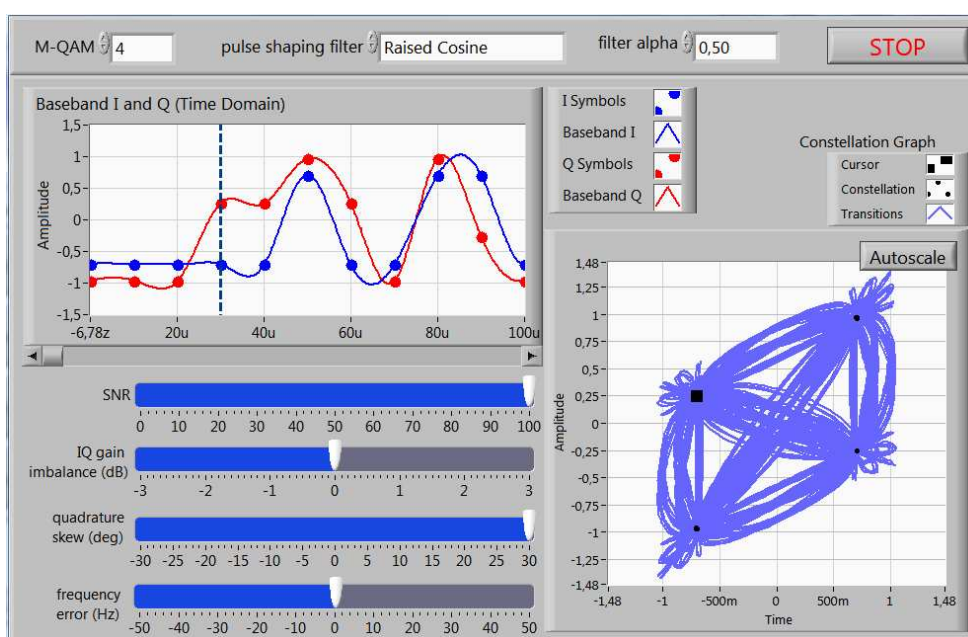 M-QAM 4 pulse shaping filter Raised Cosine filter alpha 0,50 STOP
Baseband I and Q (Time Domain)
1,5
1
0,5
0
-0,5
-1
-1,5
Amplitude
-6,78z 20u 40u 60u 80u 100u
I Symbols
Baseband I
Q Symbols
Baseband Q
Constellation Graph
Cursor
Constellation
Transitions
Autoscale
1,48
1,25
1
0,75
0,5
0,25
0
-0,25
-0,5
-0,75
-1
-1,25
-1,48
Amplitude
-1,48 -1 -500m 0 500m 1 1,48
Time
SNR
0 10 20 30 40 50 60 70 80 90 100
IQ gain
imbalance (dB)
-3 -2 -1 0 1 2 3
quadrature
skew (deg)
-30 -25 -20 -15 -10 -5 0 5 10 15 20 25 30
frequency
error (Hz)
-50 -40 -30 -20 -10 0 10 20 30 40 50